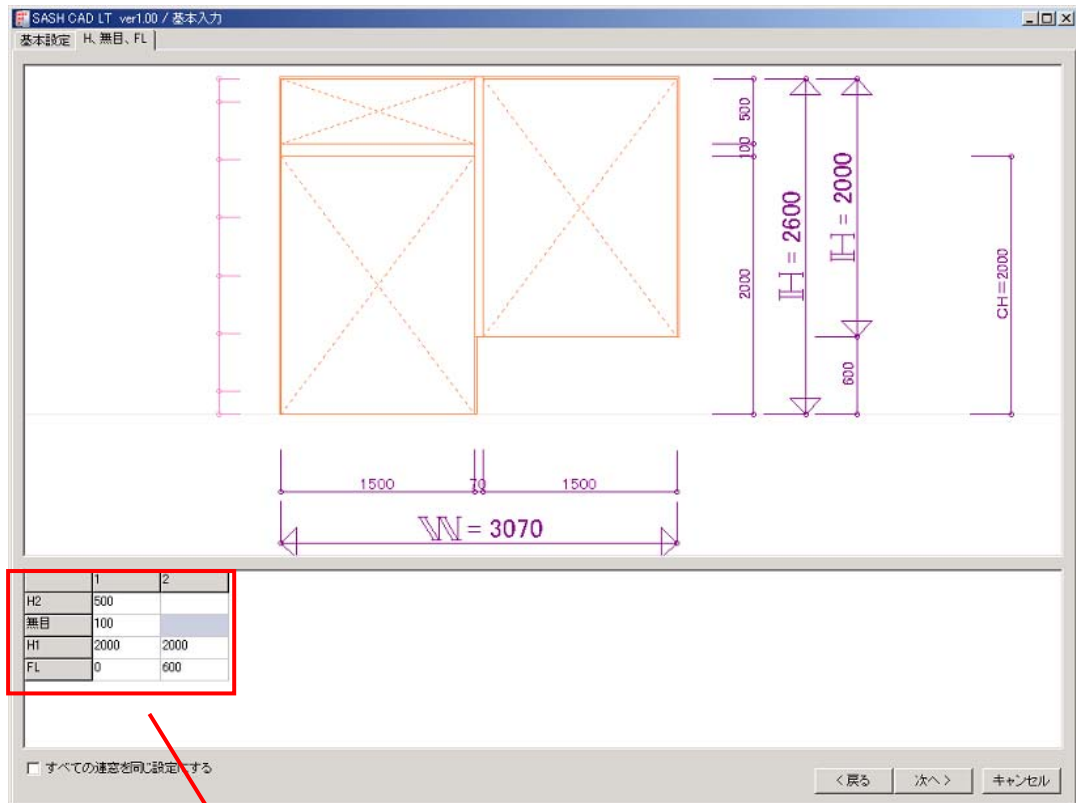 SASH CAD LT ver1.00 / 基本入力
基本設定 H、無目、FL
500
100
2000
H = 2600
H = 2000
600
CH=2000
1500 70 1500
W = 3070
1 2
H2 500
無目 100
H1 2000 2000
FL 0 600
すべての連窓を同じ設定にする
<戻る 次へ> キャンセル